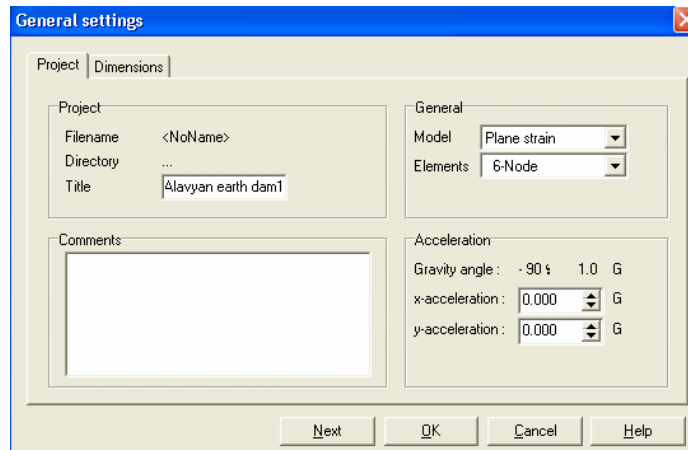 General settings
Project
Dimensions
Project
Filename <NoName>
Directory ...
Title Alavyan earth dam1
General
Model Plane strain
Elements 6-Node
Comments
Acceleration
Gravity angle : - 90 1.0 G
x-acceleration : 0.000 G
y-acceleration : 0.000 G
Next
OK
Cancel
Help